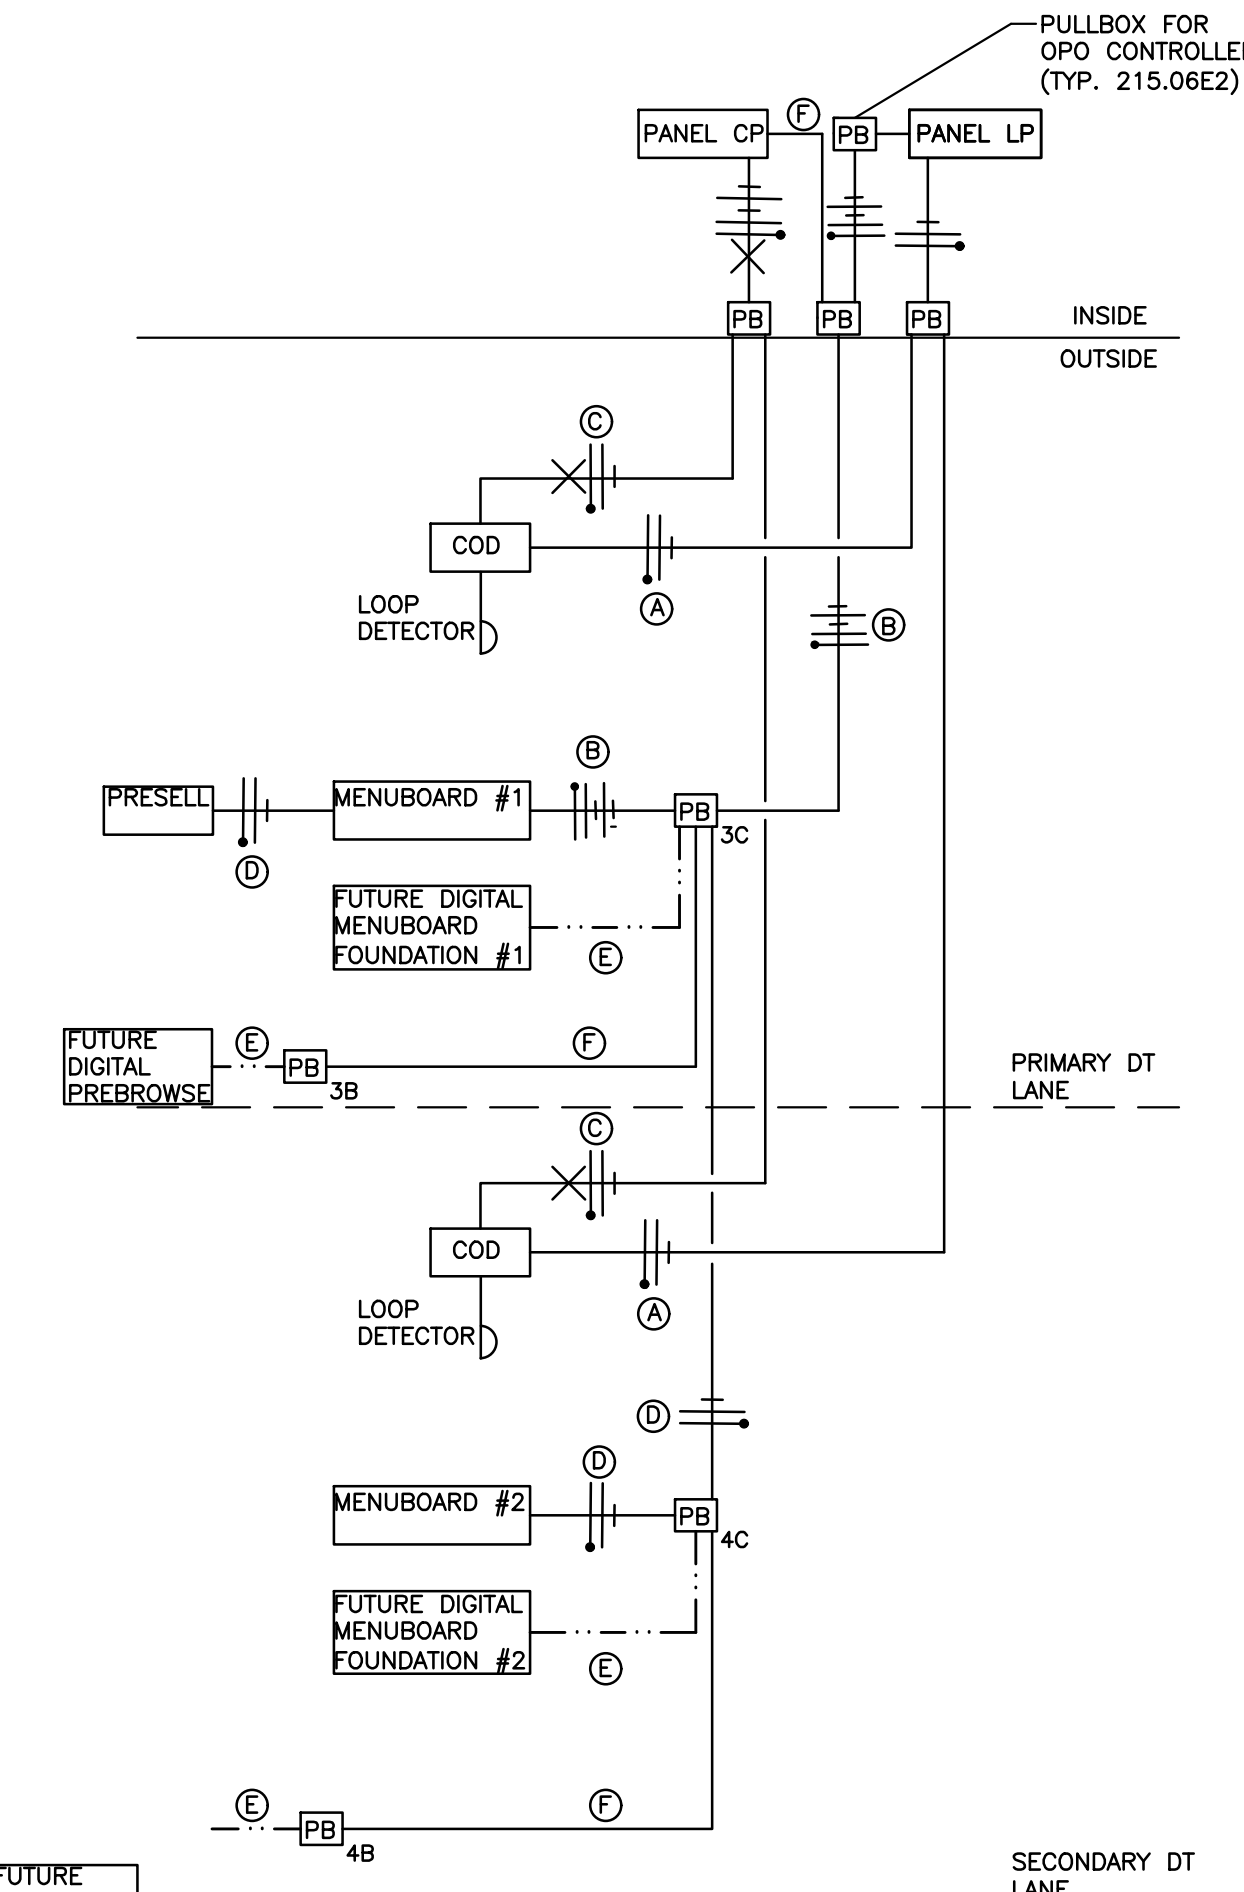 PULLBOX FOR
OPO CONTROLLE
(TYP. 215.06E2)
PANEL CP
F
PB
PANEL LP
PB
PB
PB
INSIDE
OUTSIDE
C
COD
A
LOOP
DETECTOR
B
B
PRESELL
MENUBOARD #1
PB
3C
D
FUTURE DIGITAL
MENUBOARD
FOUNDATION #1
E
FUTURE
DIGITAL
PREBROWSE
E
PB
3B
F
PRIMARY DT
LANE
C
COD
A
LOOP
DETECTOR
D
D
MENUBOARD #2
PB
4C
FUTURE DIGITAL
MENUBOARD
FOUNDATION #2
E
E
PB
4B
F
FUTURE
SECONDARY DT
LANE